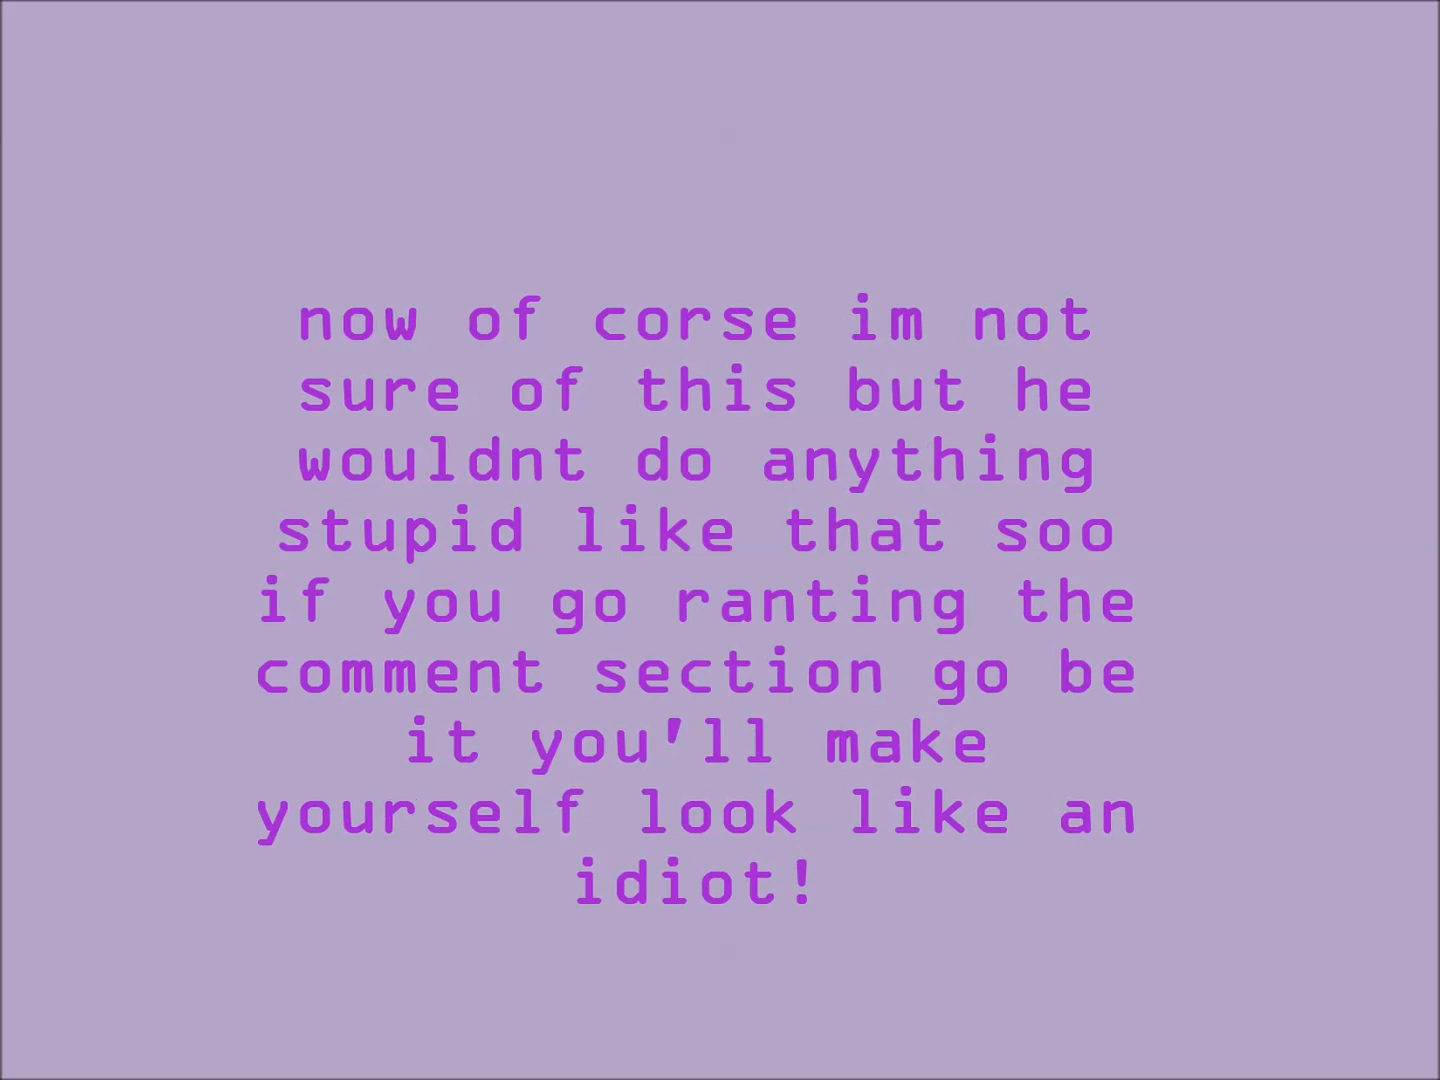 now of corse im not
sure of this but he
wouldnt do anything
stupid like that soo
if you go ranting the
comment section go be
it you'll make
yourself look like an
idiot!